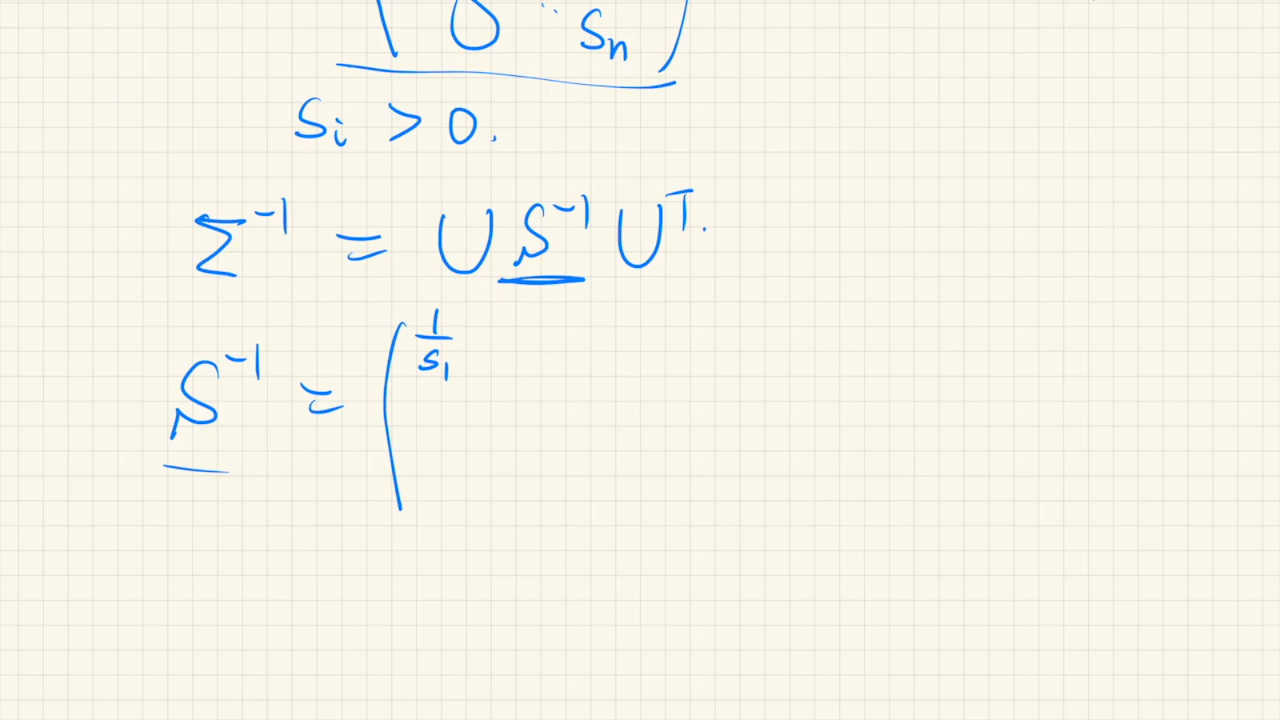 0 ⋱ sₙ )
sᵢ > 0.
Σ⁻¹ = U S⁻¹ Uᵀ.
S⁻¹ = ( 1/s₁